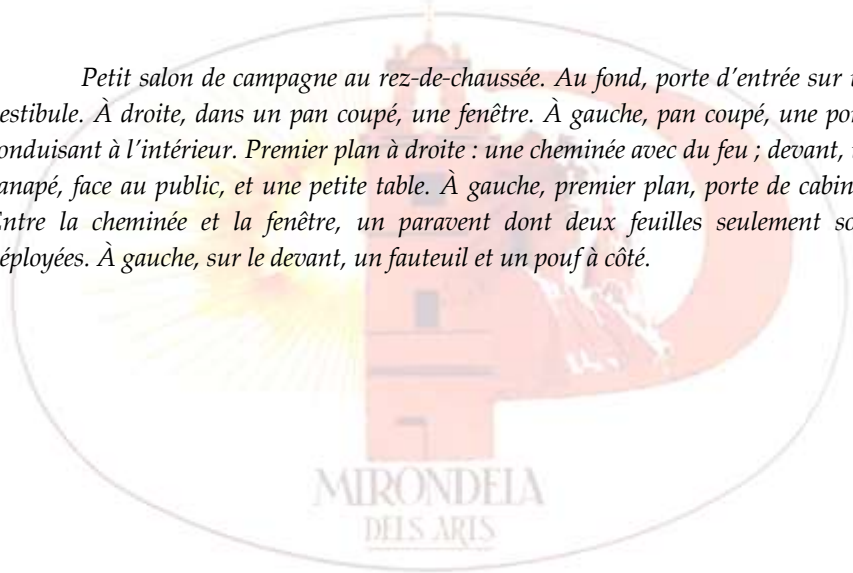 Petit salon de campagne au rez-de-chaussée. Au fond, porte d’entrée sur u
estibule. À droite, dans un pan coupé, une fenêtre. À gauche, pan coupé, une por
onduisant à l’intérieur. Premier plan à droite : une cheminée avec du feu ; devant, u
anapé, face au public, et une petite table. À gauche, premier plan, porte de cabin
Entre la cheminée et la fenêtre, un paravent dont deux feuilles seulement so
éployées. À gauche, sur le devant, un fauteuil et un pouf à côté.
MIRONDELA
DELS ARTS